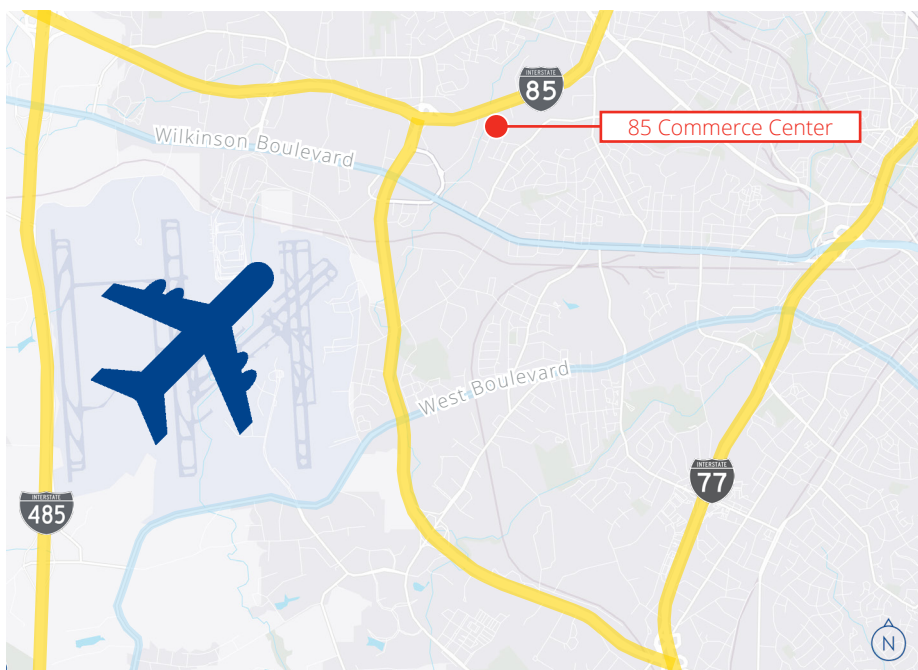 INTERSTATE
85
85 Commerce Center
Wilkinson Boulevard
West Boulevard
INTERSTATE
77
INTERSTATE
485
N